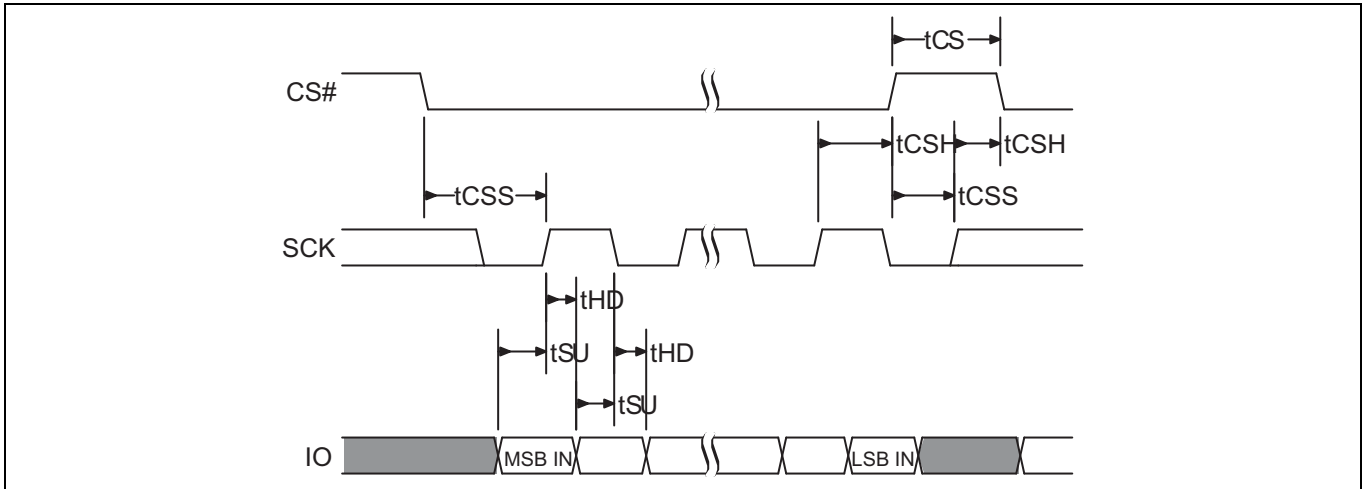 tCS
CS#
tCSH
tCSH
tCSS
tCSS
SCK
tHD
tSU
tHD
tSU
IO
MSB IN
LSB IN